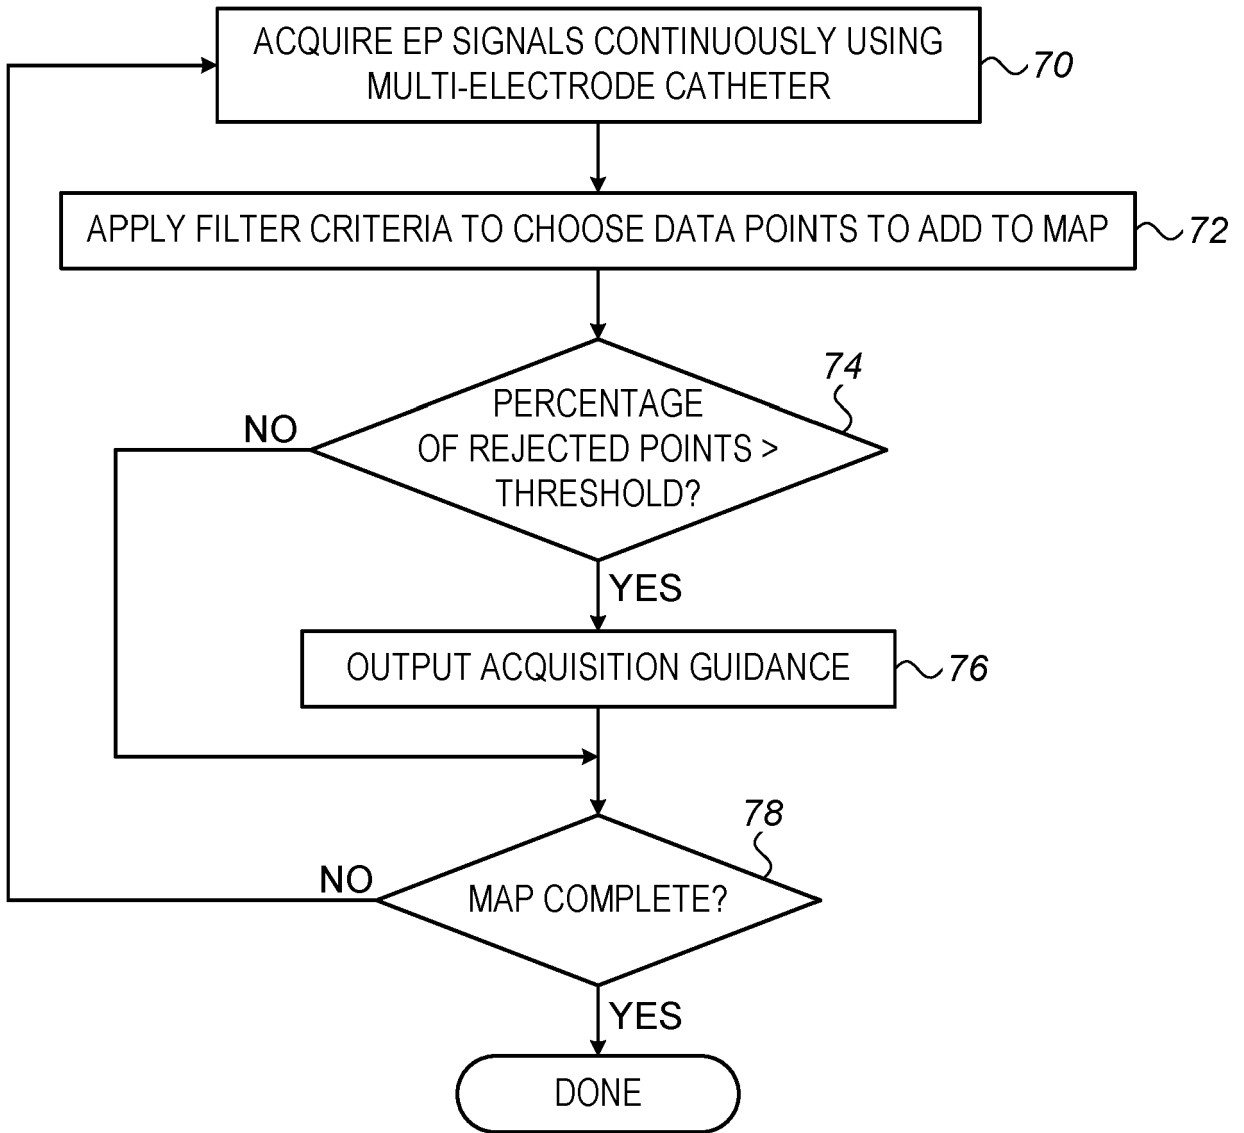 ACQUIRE EP SIGNALS CONTINUOUSLY USING
MULTI-ELECTRODE CATHETER
70
APPLY FILTER CRITERIA TO CHOOSE DATA POINTS TO ADD TO MAP
72
74
PERCENTAGE
OF REJECTED POINTS >
THRESHOLD?
NO
YES
OUTPUT ACQUISITION GUIDANCE
76
78
MAP COMPLETE?
NO
YES
DONE